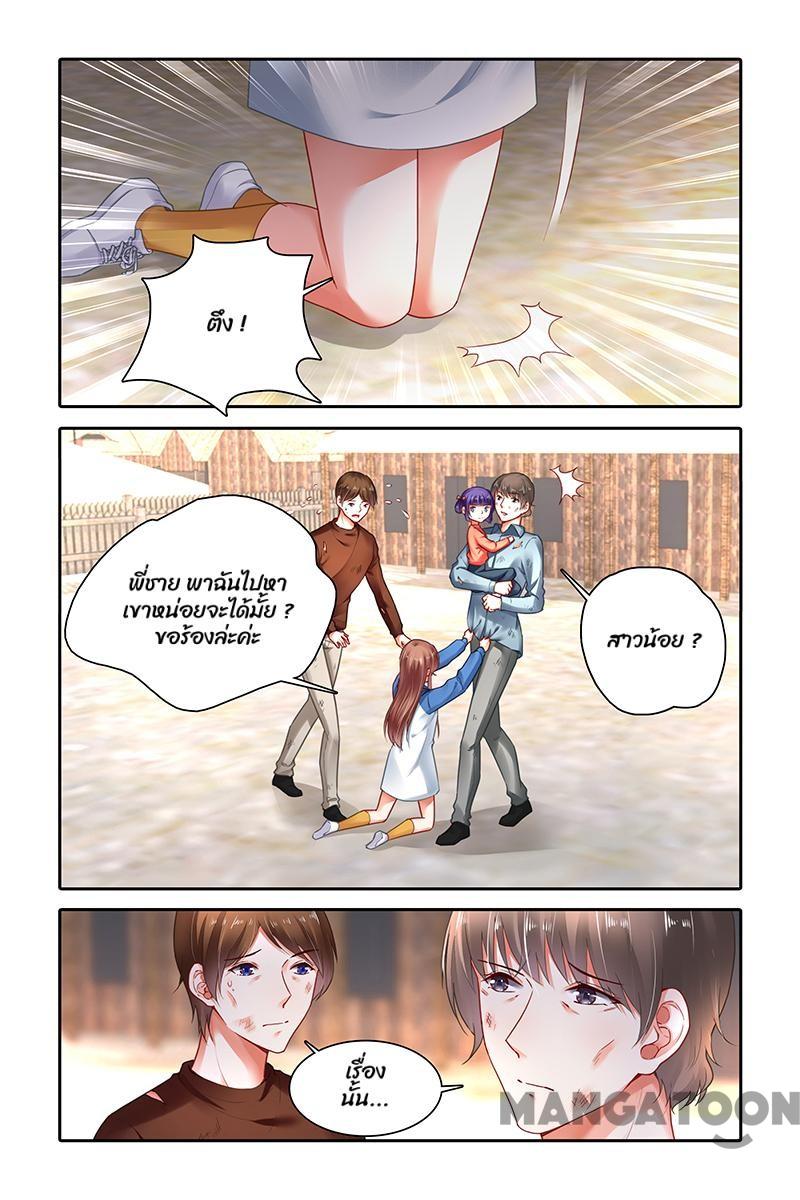 ตึง !
พี่ชาย พาฉันไปหา
เขาหน่อยจะได้มั้ย ?
ขอร้องล่ะค่ะ
สาวน้อย ?
เรื่อง
นั้น...
MANGATOON